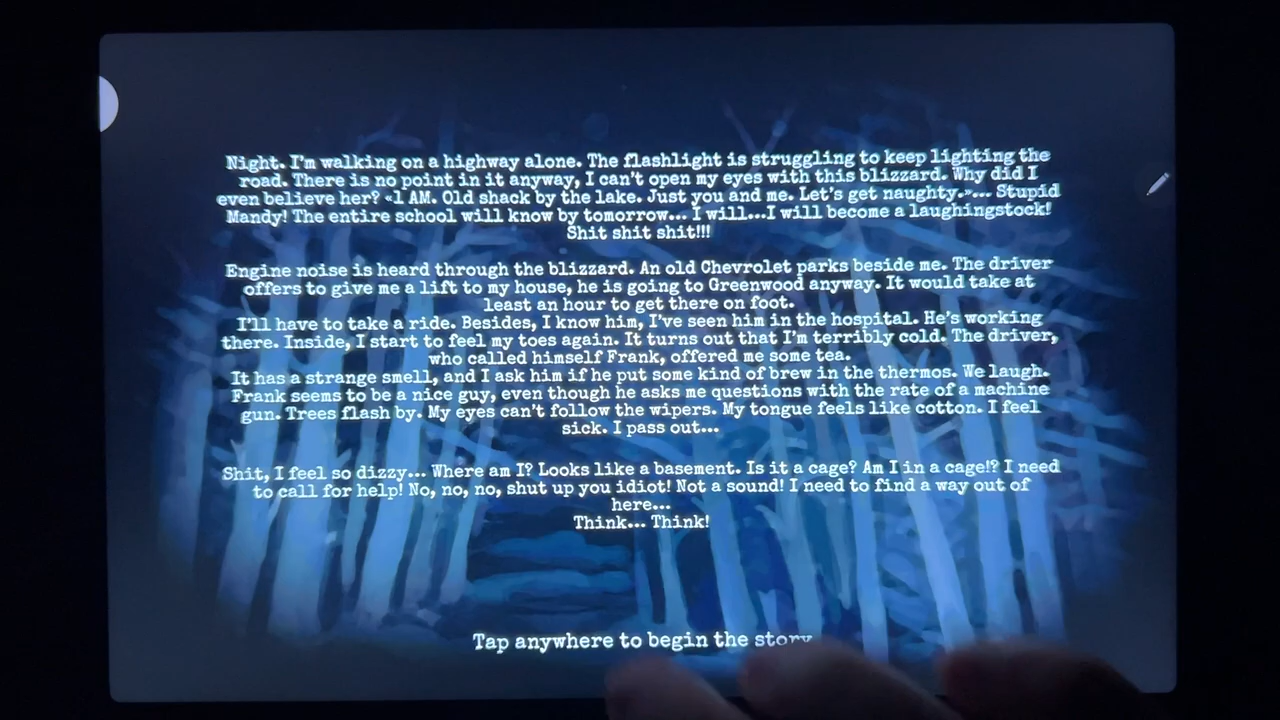 Night. I'm walking on a highway alone. The flashlight is struggling to keep lighting the
road. There is no point in it anyway, I can't open my eyes with this blizzard. Why did I
even believe her? «1 AM. Old shack by the lake. Just you and me. Let's get naughty.»... Stupid
Mandy! The entire school will know by tomorrow... I will...I will become a laughingstock!
Shit shit shit!!!
Engine noise is heard through the blizzard. An old Chevrolet parks beside me. The driver
offers to give me a lift to my house, he is going to Greenwood anyway. It would take at
least an hour to get there on foot.
I'll have to take a ride. Besides, I know him, I've seen him in the hospital. He's working
there. Inside, I start to feel my toes again. It turns out that I'm terribly cold. The driver,
who called himself Frank, offered me some tea.
It has a strange smell, and I ask him if he put some kind of brew in the thermos. We laugh.
Frank seems to be a nice guy, even though he asks me questions with the rate of a machine
gun. Trees flash by. My eyes can't follow the wipers. My tongue feels like cotton. I feel
sick. I pass out...
Shit, I feel so dizzy... Where am I? Looks like a basement. Is it a cage? Am I in a cage!? I need
to call for help! No, no, no, shut up you idiot! Not a sound! I need to find a way out of
here...
Think... Think!
Tap anywhere to begin the story